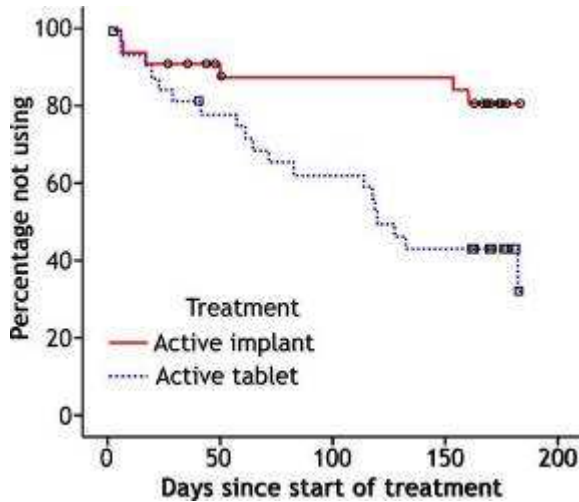 Percentage not using
100
80
60
40
20
0
Treatment
Active implant
Active tablet
0 50 100 150 200
Days since start of treatment